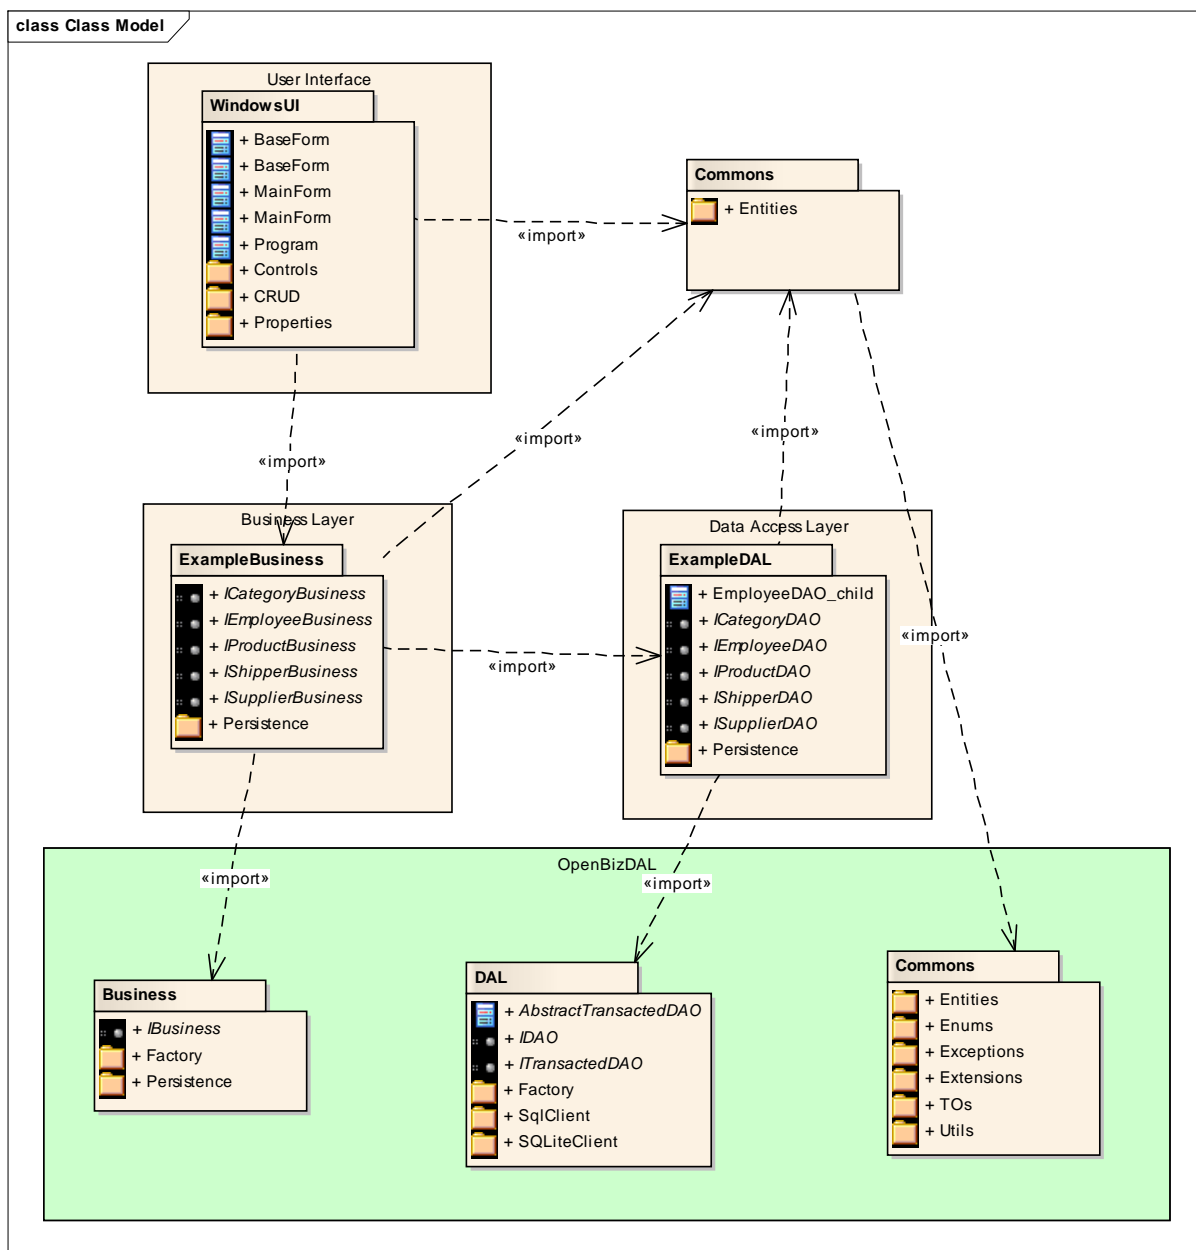 class Class Model
User Interface
WindowsUI
+ BaseForm
+ BaseForm
+ MainForm
+ MainForm
+ Program
+ Controls
+ CRUD
+ Properties
Commons
+ Entities
«import»
«import»
«import»
«import»
Business Layer
ExampleBusiness
+ ICategoryBusiness
+ IEmployeeBusiness
+ IProductBusiness
+ IShipperBusiness
+ ISupplierBusiness
+ Persistence
«import»
Data Access Layer
ExampleDAL
+ EmployeeDAO_child
+ ICategoryDAO
+ IEmployeeDAO
+ IProductDAO
+ IShipperDAO
+ ISupplierDAO
+ Persistence
«import»
OpenBizDAL
«import»
«import»
Business
+ IBusiness
+ Factory
+ Persistence
DAL
+ AbstractTransactedDAO
+ IDAO
+ ITransactedDAO
+ Factory
+ SqlClient
+ SQLiteClient
Commons
+ Entities
+ Enums
+ Exceptions
+ Extensions
+ TOs
+ Utils